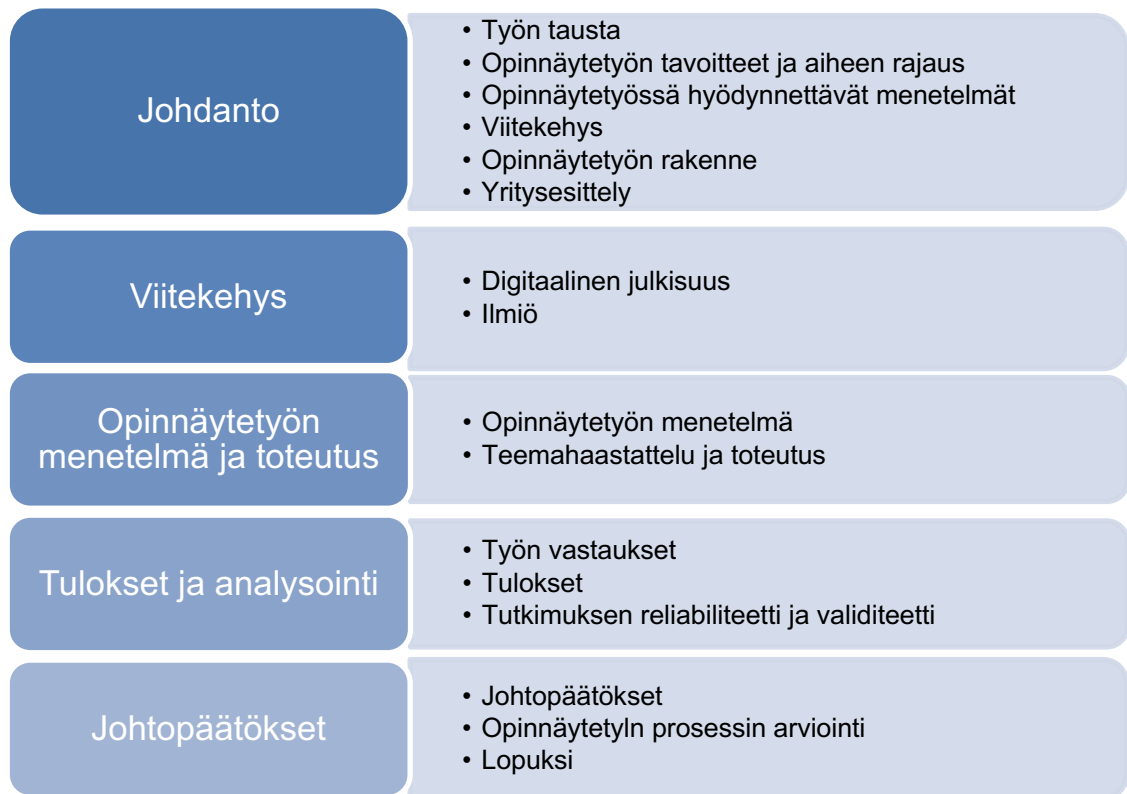 Johdanto
• Työn tausta
• Opinnäytetyön tavoitteet ja aiheen rajaus
• Opinnäytetyössä hyödynnettävät menetelmät
• Viitekehys
• Opinnäytetyön rakenne
• Yritysesittely
Viitekehys
• Digitaalinen julkisuus
• Ilmiö
Opinnäytetyön
menetelmä ja toteutus
• Opinnäytetyön menetelmä
• Teemahaastattelu ja toteutus
Tulokset ja analysointi
• Työn vastaukset
• Tulokset
• Tutkimuksen reliabiliteetti ja validiteetti
Johtopäätökset
• Johtopäätökset
• Opinnäytetyln prosessin arviointi
• Lopuksi